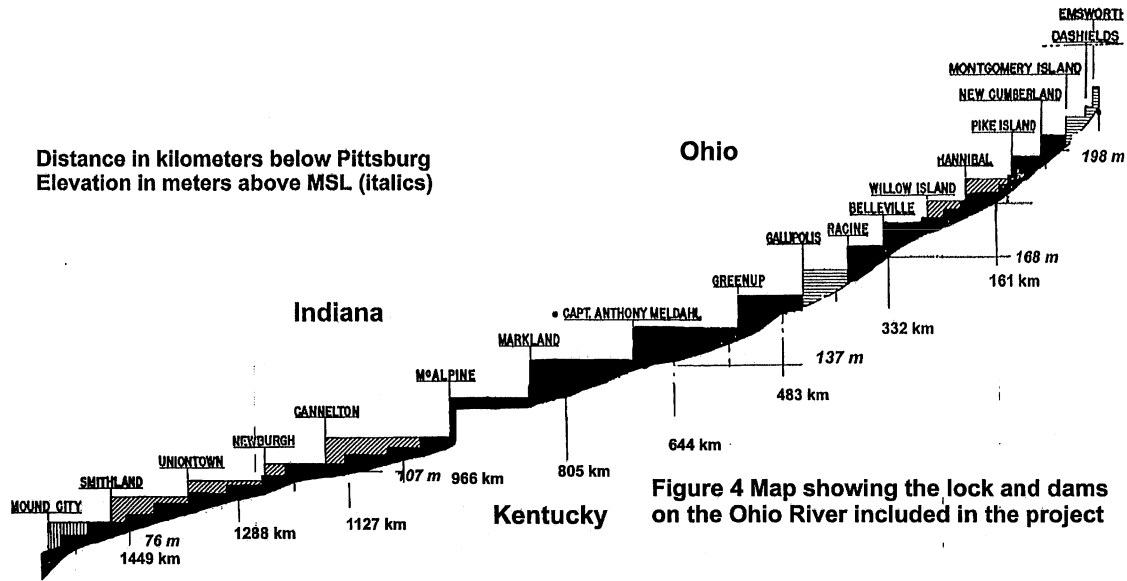 EMSWORTH
DASHIELDS
MONTGOMERY ISLAND
NEW CUMBERLAND
PIKE ISLAND
198 m
HANNIBAL
WILLOW ISLAND
BELLEVILLE
RACINE
GALLIPOLIS
168 m
161 km
Ohio
Distance in kilometers below Pittsburg
Elevation in meters above MSL (italics)
GREENUP
CAPT. ANTHONY MELDAHL
332 km
Indiana
MARKLAND
137 m
483 km
McALPINE
644 km
CANNELTON
805 km
NEWBURGH
107 m
966 km
UNIONTOWN
SMITHLAND
MOUND CITY
1127 km
1288 km
76 m
1449 km
Kentucky
Figure 4 Map showing the lock and dams
on the Ohio River included in the project